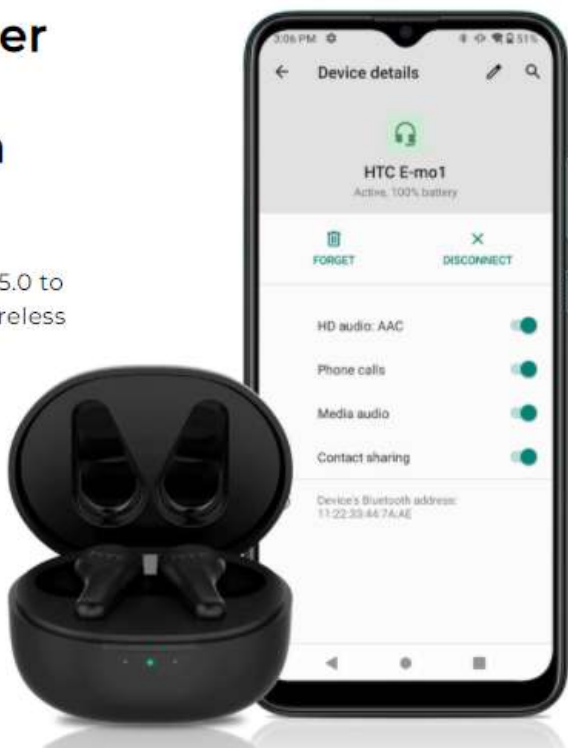 er
n
5.0 to
reless
3:06 PM
51%
Device details
HTC E-mo1
Active, 100% battery
FORGET
DISCONNECT
HD audio: AAC
Phone calls
Media audio
Contact sharing
Device's Bluetooth address:
11:22:33:44:7A:AE